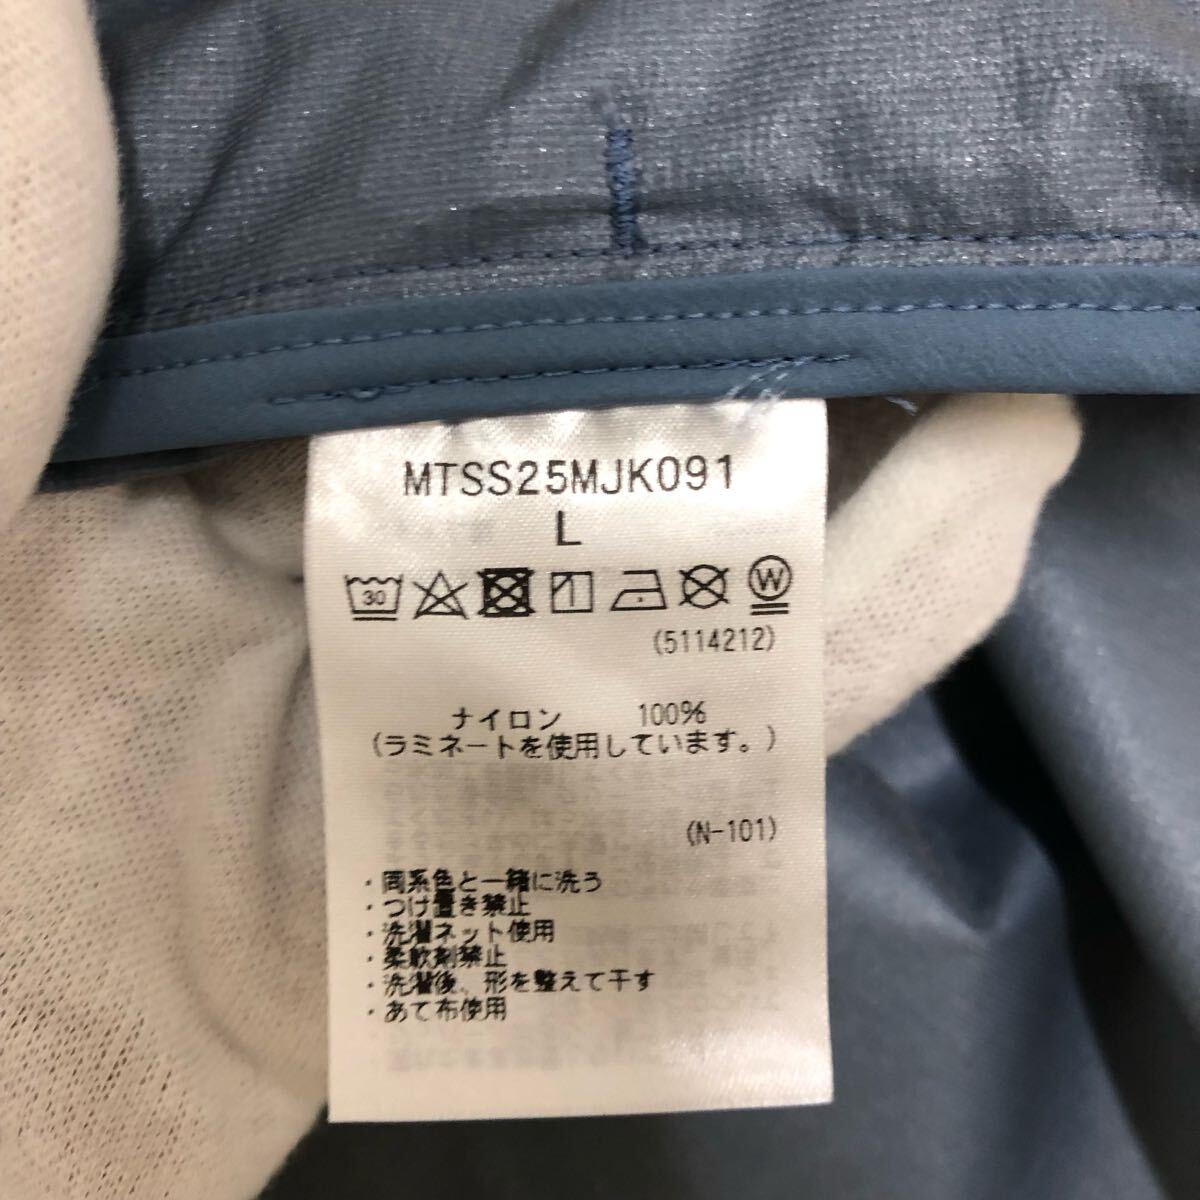 MTSS25MJK091
L
30 W
(5114212)
ナイロン 100%
(ラミネートを使用しています。)
(N-101)
・同系色と一緒に洗う
・つけ置き禁止
・洗濯ネット使用
・柔軟剤禁止
・洗濯後、形を整えて干す
・あて布使用